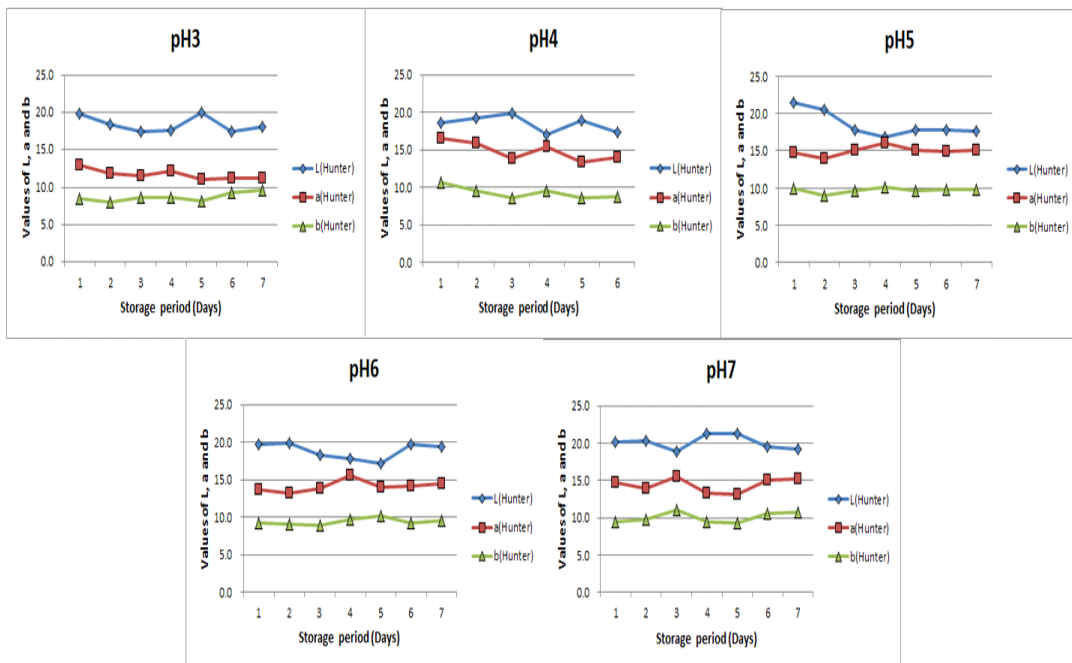 pH3
25.0
20.0
15.0
10.0
5.0
0.0
Values of L, a and b
1 2 3 4 5 6 7
Storage period (Days)
L(Hunter)
a(Hunter)
b(Hunter)
pH4
25.0
20.0
15.0
10.0
5.0
0.0
Values of L, a and b
1 2 3 4 5 6
Storage period (Days)
L(Hunter)
a(Hunter)
b(Hunter)
pH5
25.0
20.0
15.0
10.0
5.0
0.0
Values of L, a and b
1 2 3 4 5 6 7
Storage period (Days)
L(Hunter)
a(Hunter)
b(Hunter)
pH6
25.0
20.0
15.0
10.0
5.0
0.0
Values of L, a and b
1 2 3 4 5 6 7
Storage period (Days)
L(Hunter)
a(Hunter)
b(Hunter)
pH7
25.0
20.0
15.0
10.0
5.0
0.0
Values of L, a and b
1 2 3 4 5 6 7
Storage period (Days)
L(Hunter)
a(Hunter)
b(Hunter)